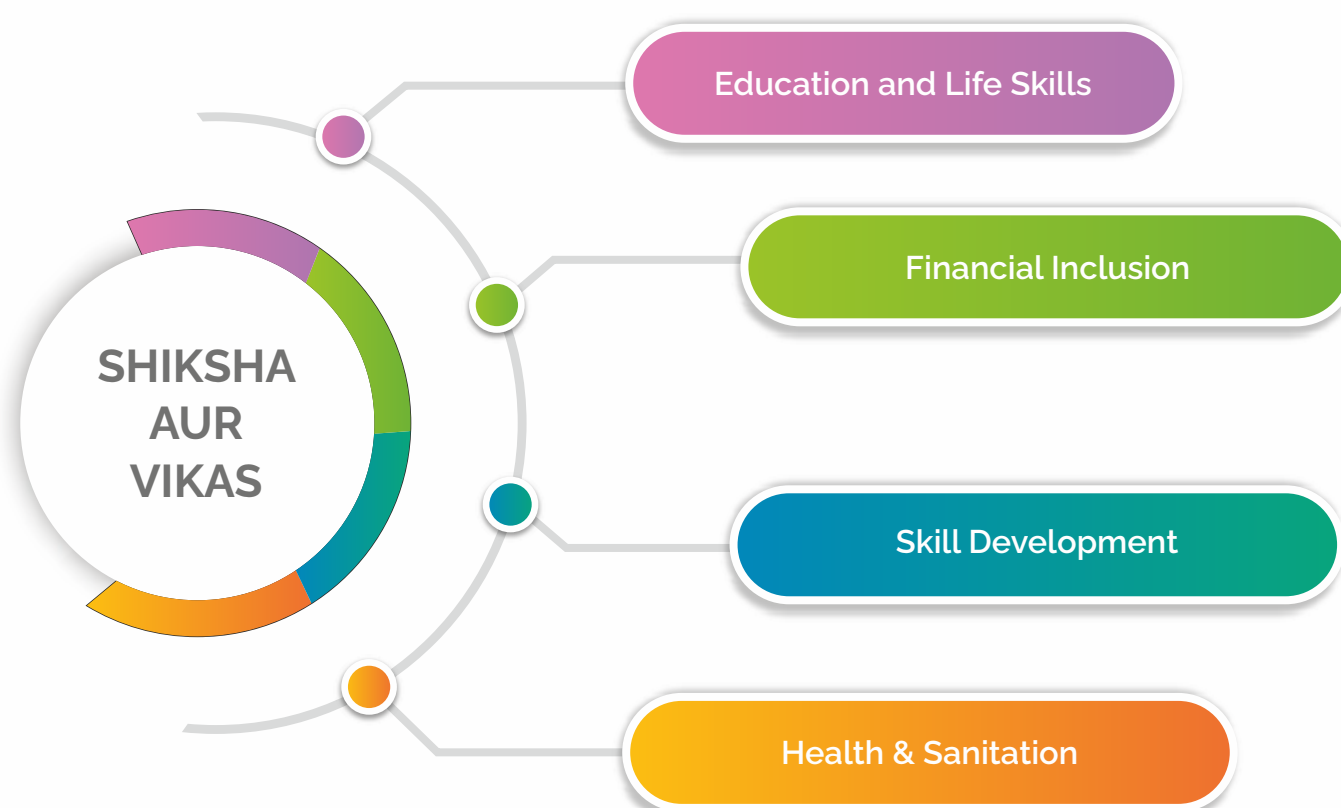 SHIKSHA
AUR
VIKAS
Education and Life Skills
Financial Inclusion
Skill Development
Health & Sanitation